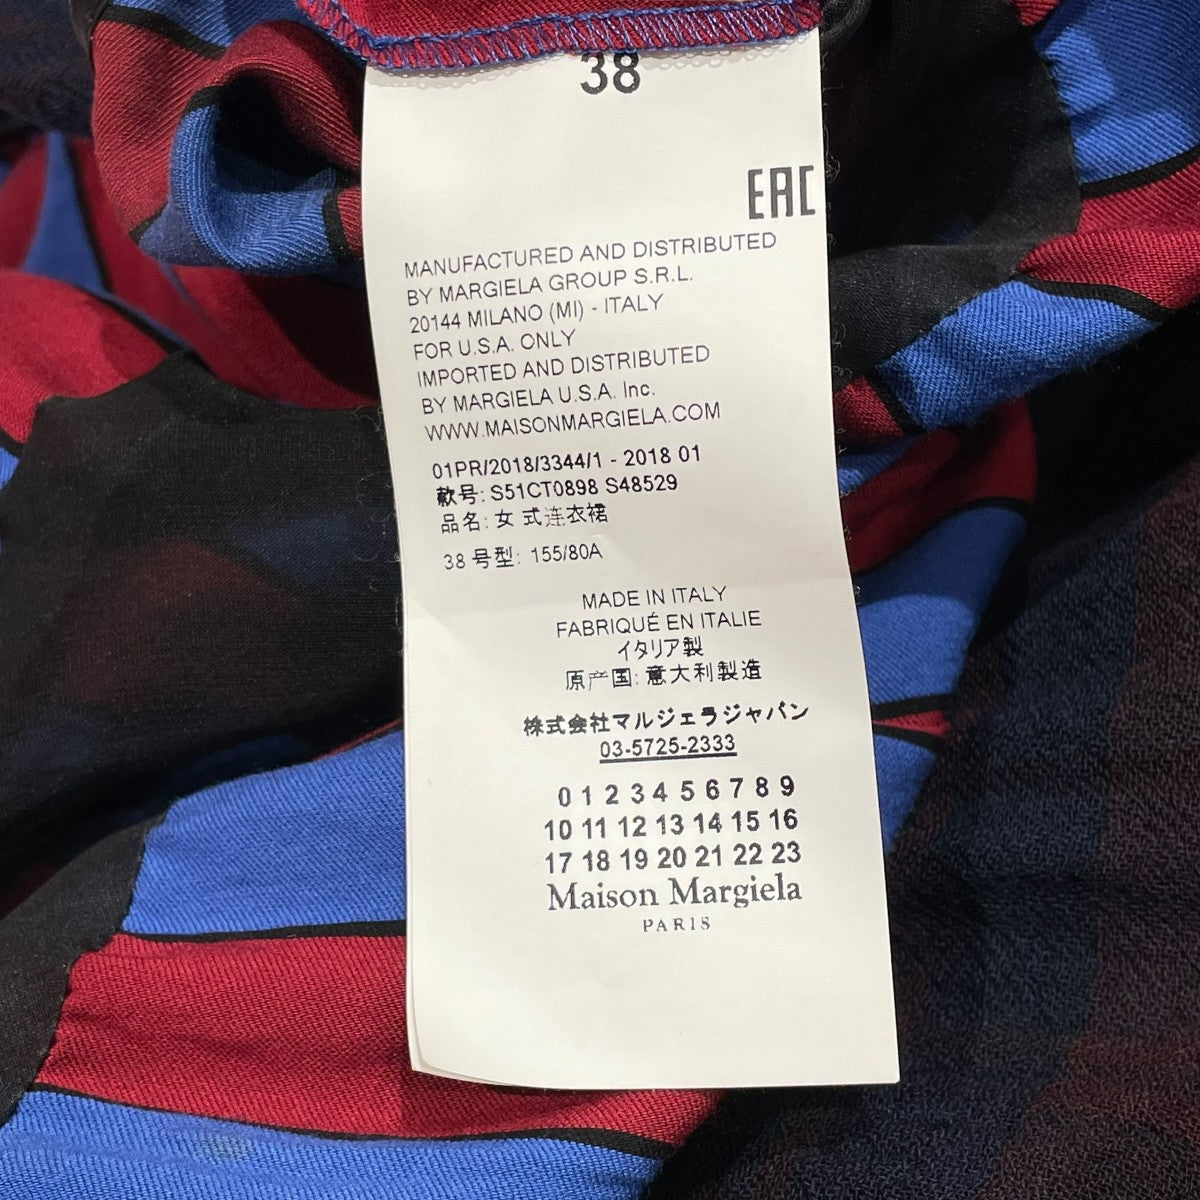 38
EAC
MANUFACTURED AND DISTRIBUTED
BY MARGIELA GROUP S.R.L.
20144 MILANO (MI) - ITALY
FOR U.S.A. ONLY
IMPORTED AND DISTRIBUTED
BY MARGIELA U.S.A. Inc.
WWW.MAISONMARGIELA.COM
01PR/2018/3344/1 - 2018 01
款号: S51CT0898 S48529
品名: 女 式连衣裙
38 号型: 155/80A
MADE IN ITALY
FABRIQUÉ EN ITALIE
イタリア製
原产国: 意大利製造
株式会社マルジェラジャパン
03-5725-2333
0 1 2 3 4 5 6 7 8 9
10 11 12 13 14 15 16
17 18 19 20 21 22 23
Maison Margiela
PARIS